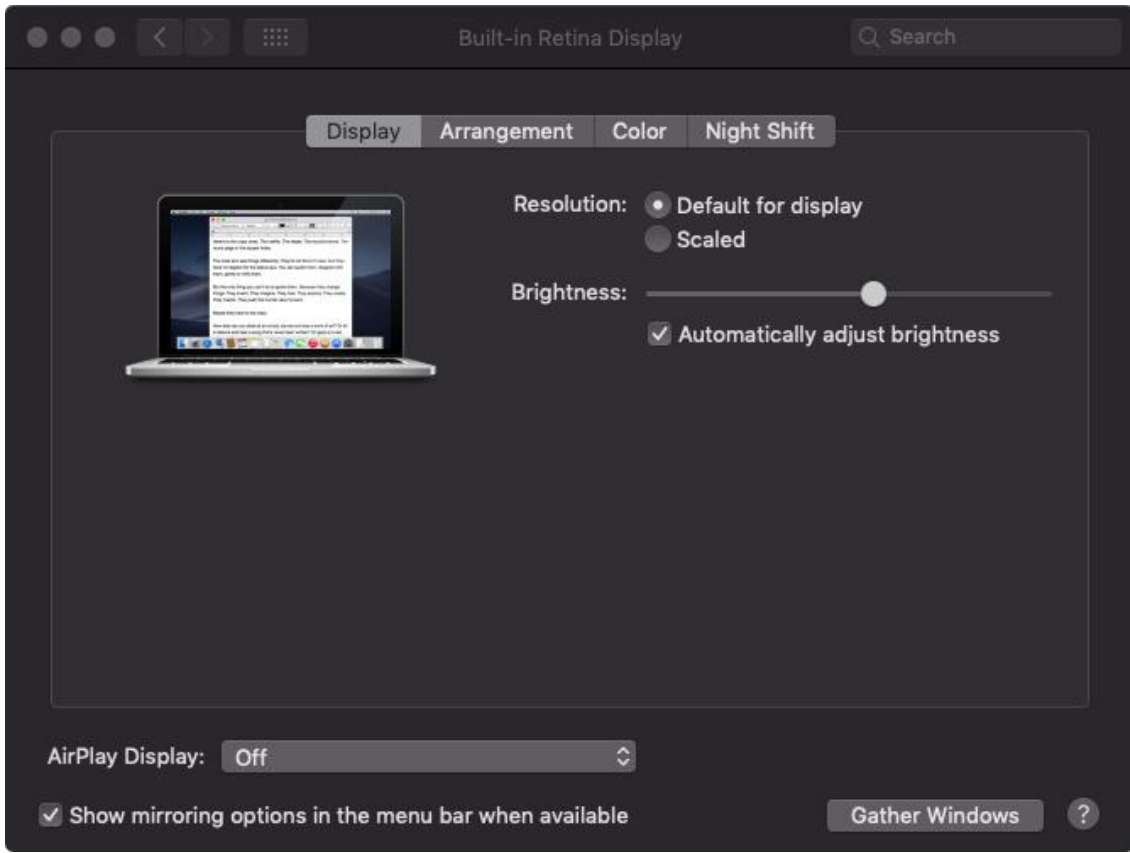 Built-in Retina Display
Search
Display Arrangement Color Night Shift
Resolution: Default for display
Scaled
Brightness:
Automatically adjust brightness
AirPlay Display: Off
Show mirroring options in the menu bar when available
Gather Windows ?